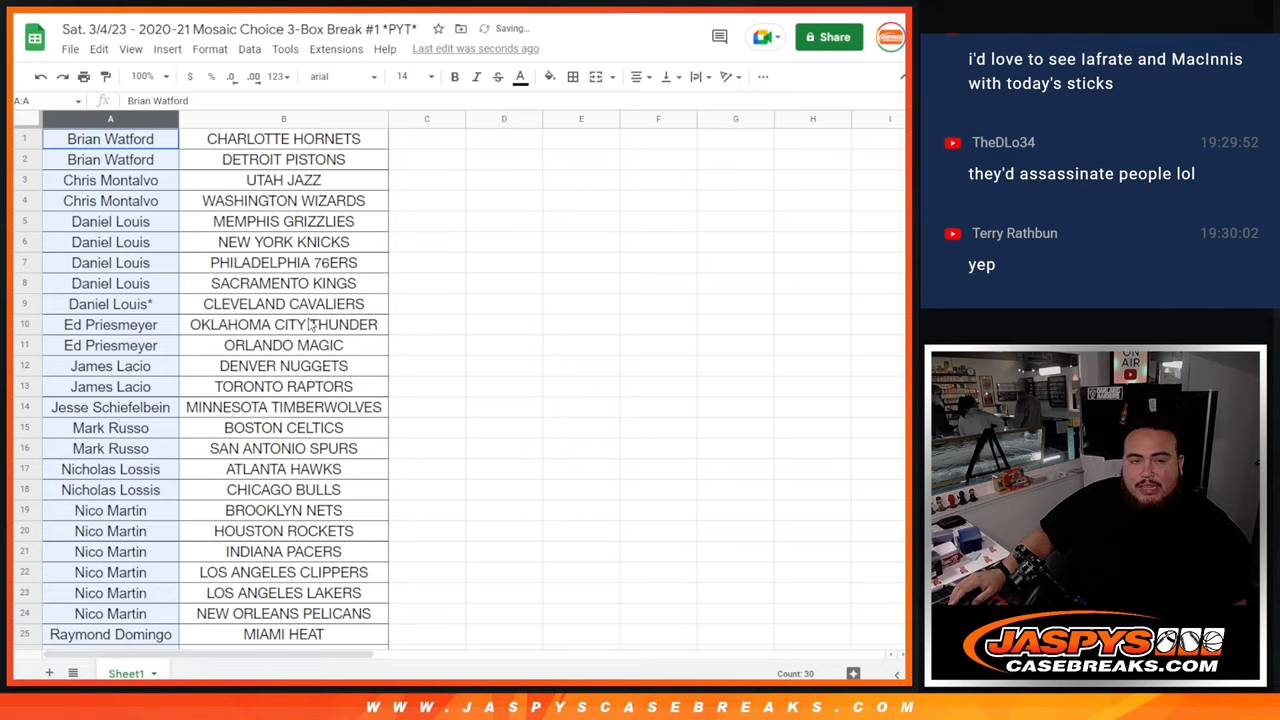 Sat. 3/4/23 - 2020-21 Mosaic Choice 3-Box Break #1 *PYT*
Saving...
File Edit View Insert Format Data Tools Extensions Help Last edit was seconds ago
Share
100% $ % .0 .00 123 arial 14 B I S A
A:A fx Brian Watford
A B C D E F G H I
1 Brian Watford CHARLOTTE HORNETS
2 Brian Watford DETROIT PISTONS
3 Chris Montalvo UTAH JAZZ
4 Chris Montalvo WASHINGTON WIZARDS
5 Daniel Louis MEMPHIS GRIZZLIES
6 Daniel Louis NEW YORK KNICKS
7 Daniel Louis PHILADELPHIA 76ERS
8 Daniel Louis SACRAMENTO KINGS
9 Daniel Louis* CLEVELAND CAVALIERS
10 Ed Priesmeyer OKLAHOMA CITY THUNDER
11 Ed Priesmeyer ORLANDO MAGIC
12 James Lacio DENVER NUGGETS
13 James Lacio TORONTO RAPTORS
14 Jesse Schiefelbein MINNESOTA TIMBERWOLVES
15 Mark Russo BOSTON CELTICS
16 Mark Russo SAN ANTONIO SPURS
17 Nicholas Lossis ATLANTA HAWKS
18 Nicholas Lossis CHICAGO BULLS
19 Nico Martin BROOKLYN NETS
20 Nico Martin HOUSTON ROCKETS
21 Nico Martin INDIANA PACERS
22 Nico Martin LOS ANGELES CLIPPERS
23 Nico Martin LOS ANGELES LAKERS
24 Nico Martin NEW ORLEANS PELICANS
25 Raymond Domingo MIAMI HEAT
Sheet1
Count: 30
i'd love to see Iafrate and MacInnis
with today's sticks
TheDLo34 19:29:52
they'd assassinate people lol
Terry Rathbun 19:30:02
yep
ON
AIR
JASPYS
CASEBREAKS.COM
WWW.JASPYSCASEBREAKS.COM